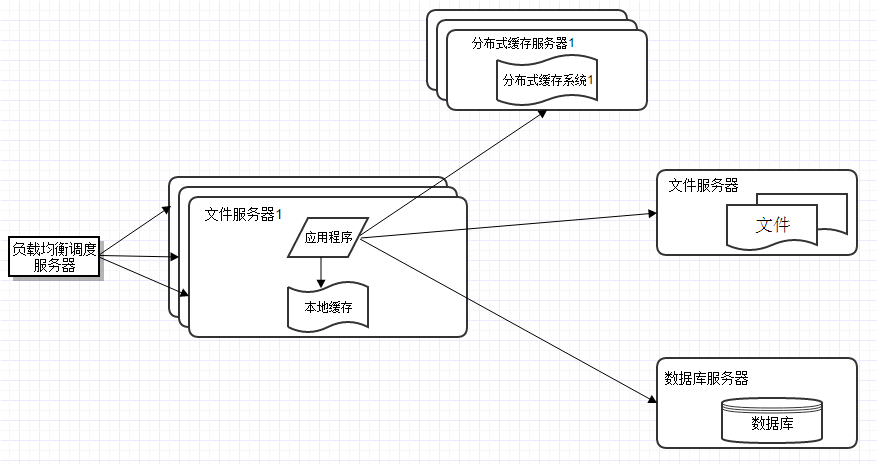 分布式缓存服务器1
分布式缓存系统1
文件服务器
文件
文件服务器1
应用程序
本地缓存
负载均衡调度
服务器
数据库服务器
数据库